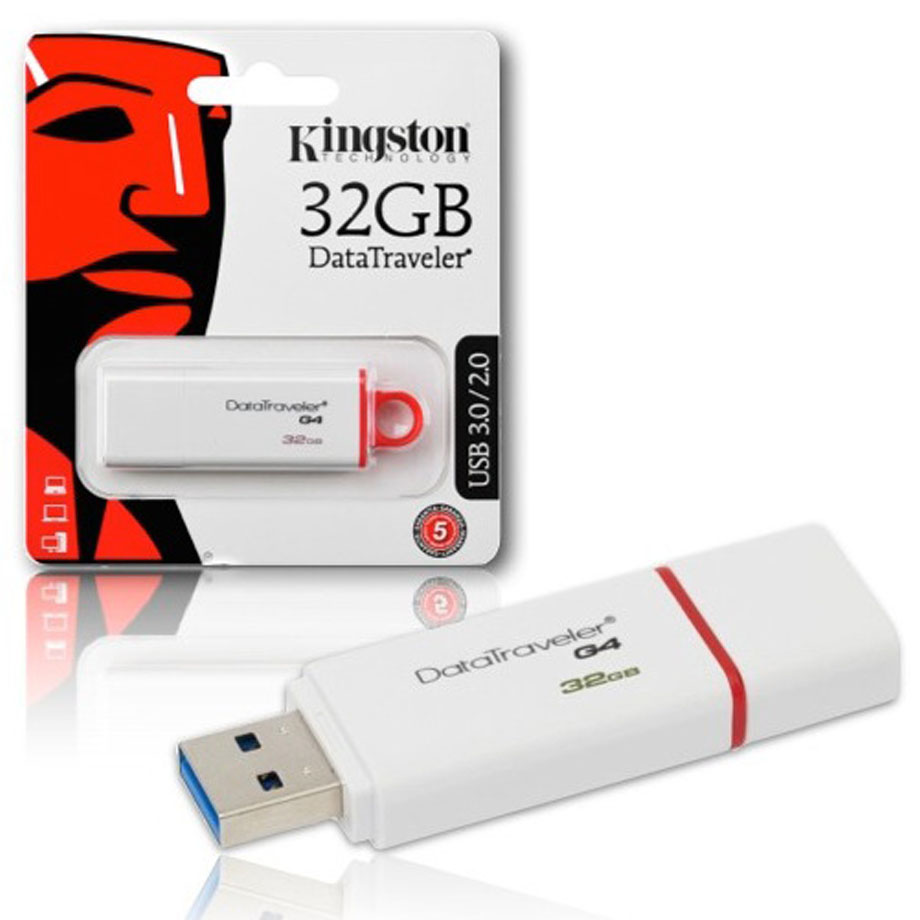 Kingston
TECHNOLOGY
32GB
DataTraveler®
USB 3.0 / 2.0
DataTraveler®
G4
32GB
5
DataTraveler®
G4
32GB